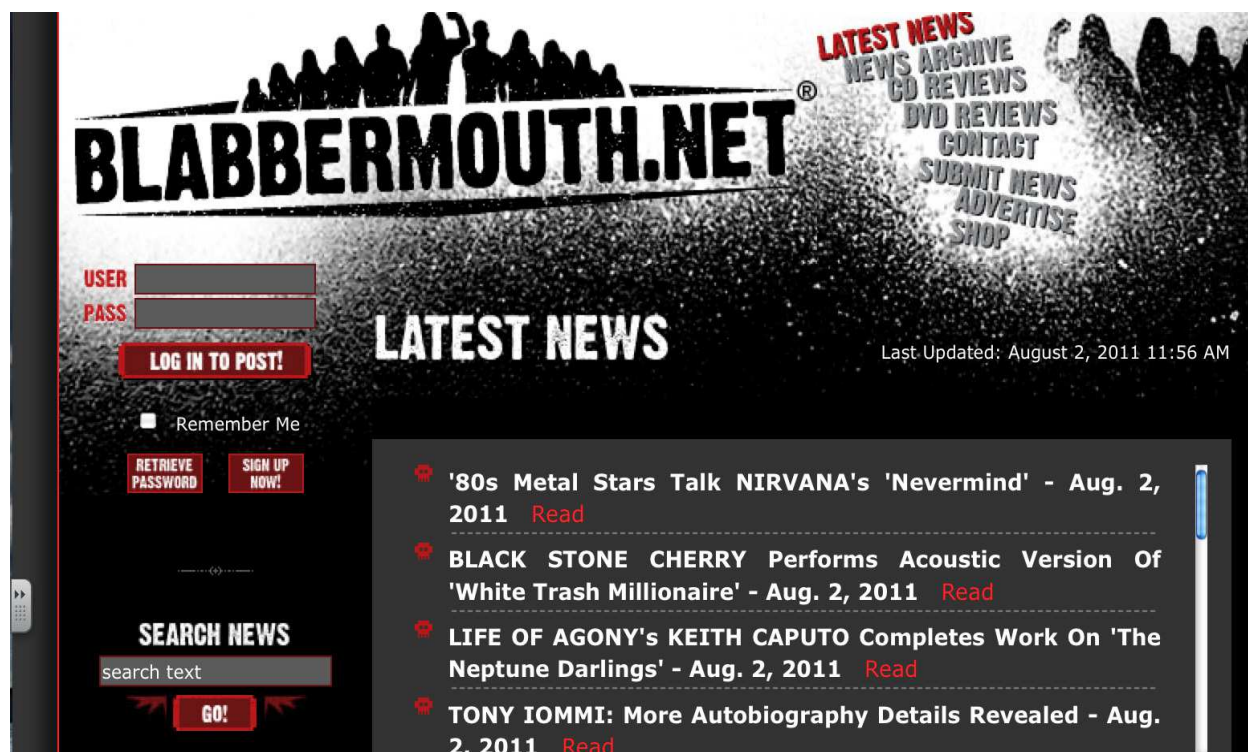 BLABBERMOUTH.NET®
LATEST NEWS
NEWS ARCHIVE
CD REVIEWS
DVD REVIEWS
CONTACT
SUBMIT NEWS
ADVERTISE
SHOP
USER
PASS
LOG IN TO POST!
Remember Me
RETRIEVE
PASSWORD
SIGN UP
NOW!
SEARCH NEWS
search text
GO!
LATEST NEWS
Last Updated: August 2, 2011 11:56 AM
'80s Metal Stars Talk NIRVANA's 'Nevermind' - Aug. 2,
2011 Read
BLACK STONE CHERRY Performs Acoustic Version Of
'White Trash Millionaire' - Aug. 2, 2011 Read
LIFE OF AGONY's KEITH CAPUTO Completes Work On 'The
Neptune Darlings' - Aug. 2, 2011 Read
TONY IOMMI: More Autobiography Details Revealed - Aug.
2, 2011 Read